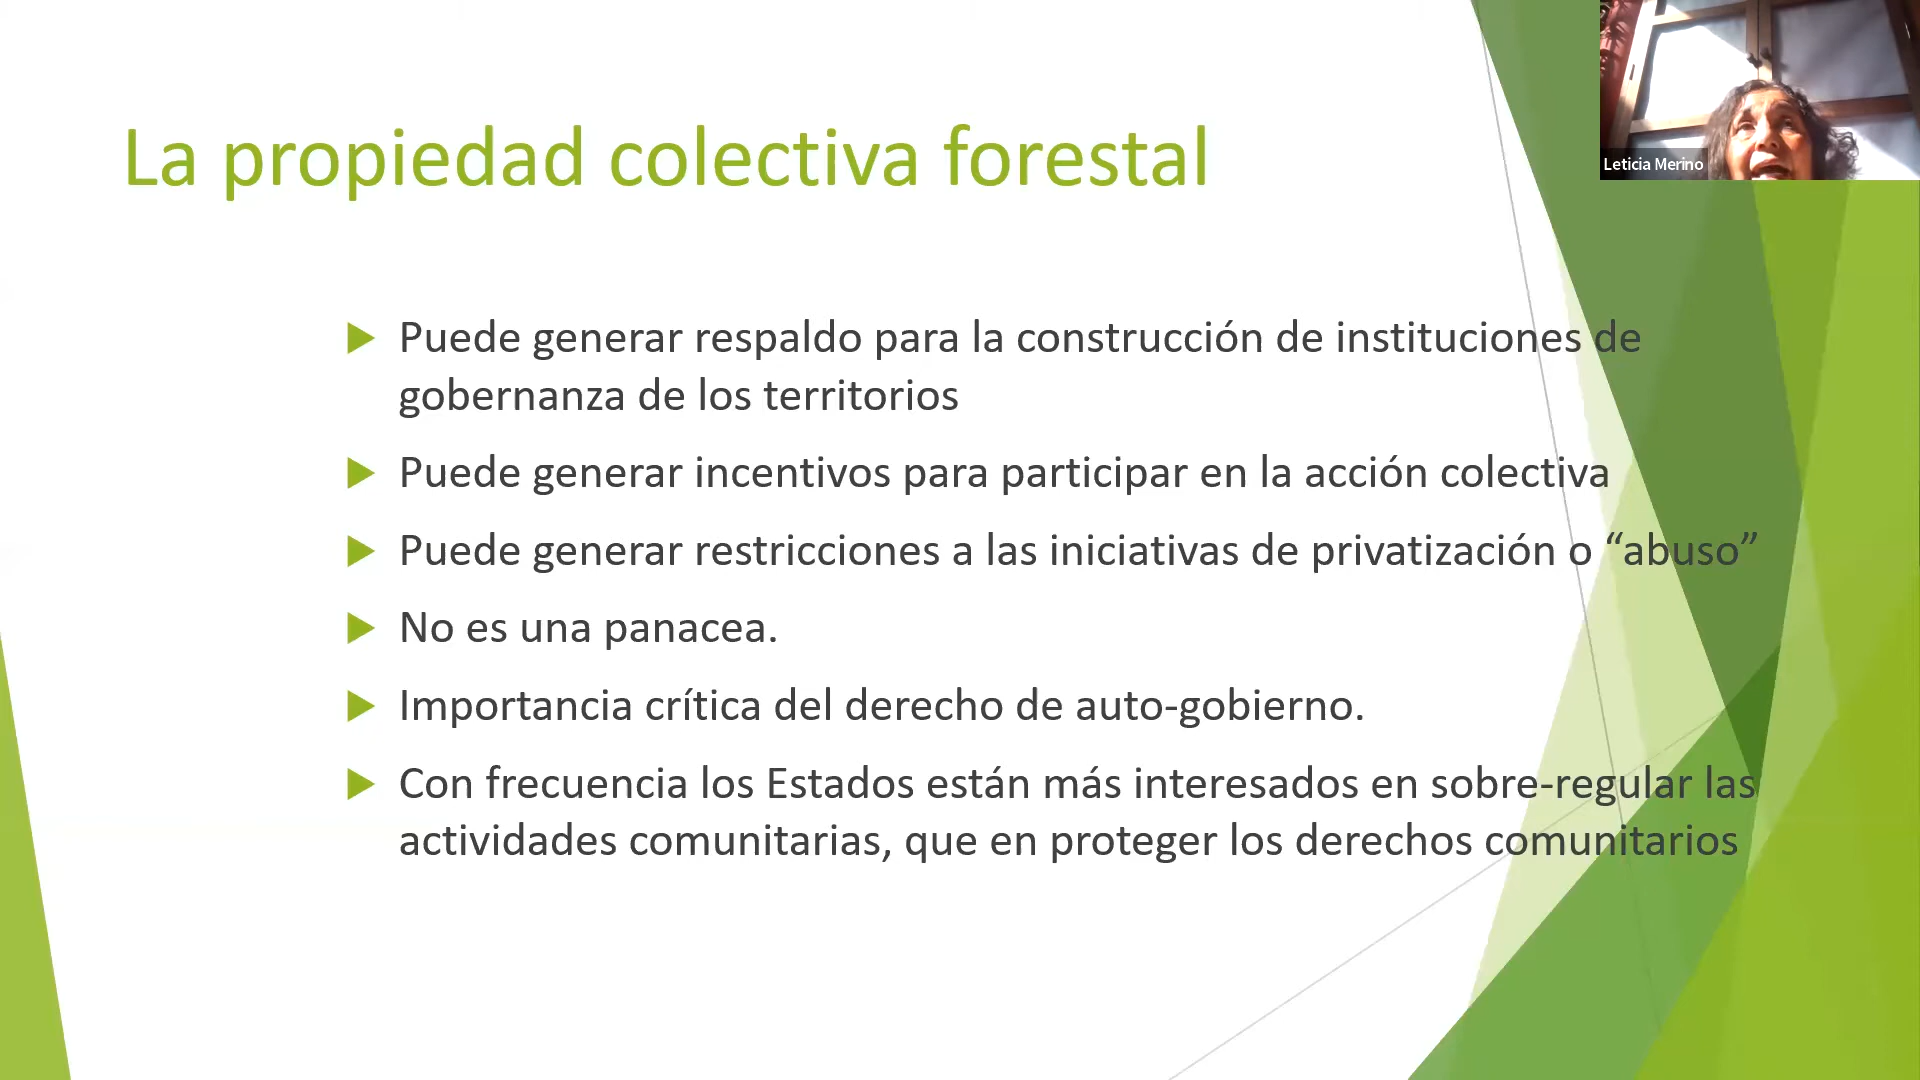 La propiedad colectiva forestal
Leticia Merino
Puede generar respaldo para la construcción de instituciones de
gobernanza de los territorios
Puede generar incentivos para participar en la acción colectiva
Puede generar restricciones a las iniciativas de privatización o “abuso”
No es una panacea.
Importancia crítica del derecho de auto-gobierno.
Con frecuencia los Estados están más interesados en sobre-regular las
actividades comunitarias, que en proteger los derechos comunitarios